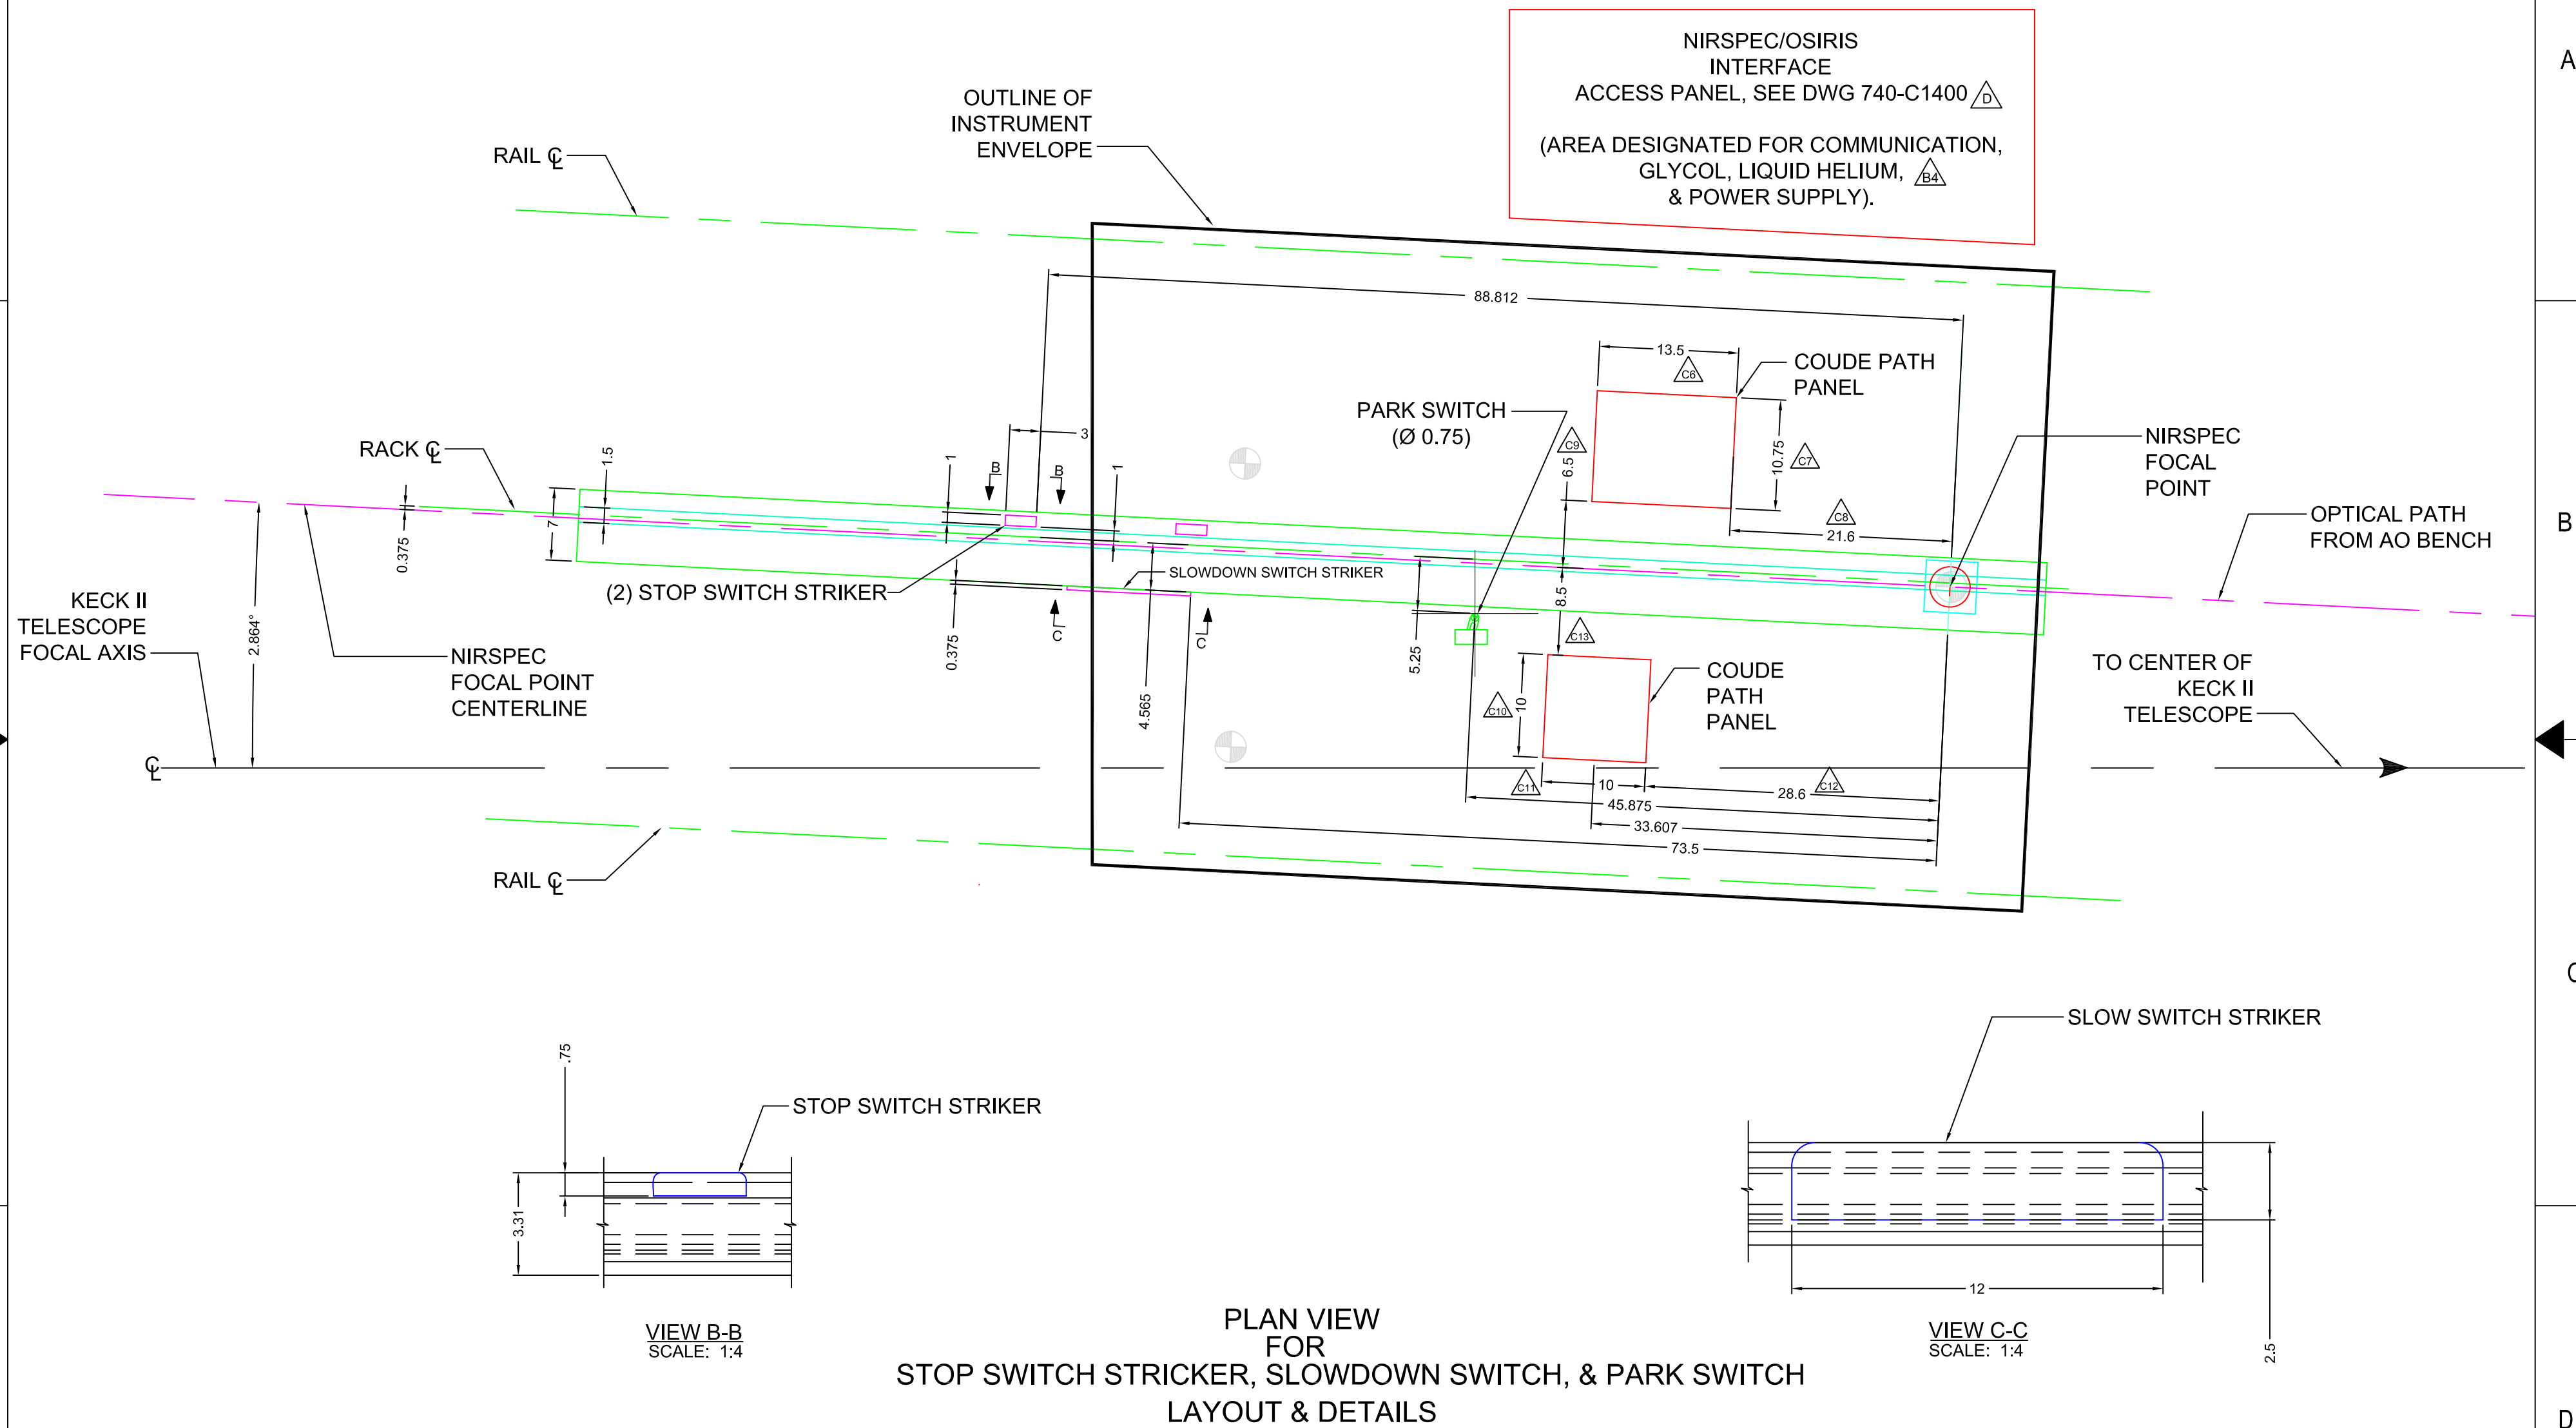 A
NIRSPEC/OSIRIS
INTERFACE
ACCESS PANEL, SEE DWG 740-C1400 D
(AREA DESIGNATED FOR COMMUNICATION,
GLYCOL, LIQUID HELIUM, B4
& POWER SUPPLY).
OUTLINE OF
INSTRUMENT
ENVELOPE
RAIL ℄
88.812
13.5
C6
COUDE PATH
PANEL
PARK SWITCH
(Ø 0.75)
C9
6.5
10.75
C7
C8
21.6
NIRSPEC
FOCAL
POINT
OPTICAL PATH
FROM AO BENCH
B
3
RACK ℄
1.5
1
B
B
1
7
0.375
(2) STOP SWITCH STRIKER
SLOWDOWN SWITCH STRIKER
8.5
C13
5.25
0.375
C
C
4.565
KECK II
TELESCOPE
FOCAL AXIS
2.864°
NIRSPEC
FOCAL POINT
CENTERLINE
COUDE
PATH
PANEL
C10
10
TO CENTER OF
KECK II
TELESCOPE
℄
C11
10
28.6
C12
45.875
33.607
73.5
RAIL ℄
C
SLOW SWITCH STRIKER
.75
STOP SWITCH STRIKER
3.31
12
2.5
VIEW B-B
SCALE: 1:4
VIEW C-C
SCALE: 1:4
PLAN VIEW
FOR
STOP SWITCH STRICKER, SLOWDOWN SWITCH, & PARK SWITCH
LAYOUT & DETAILS
D